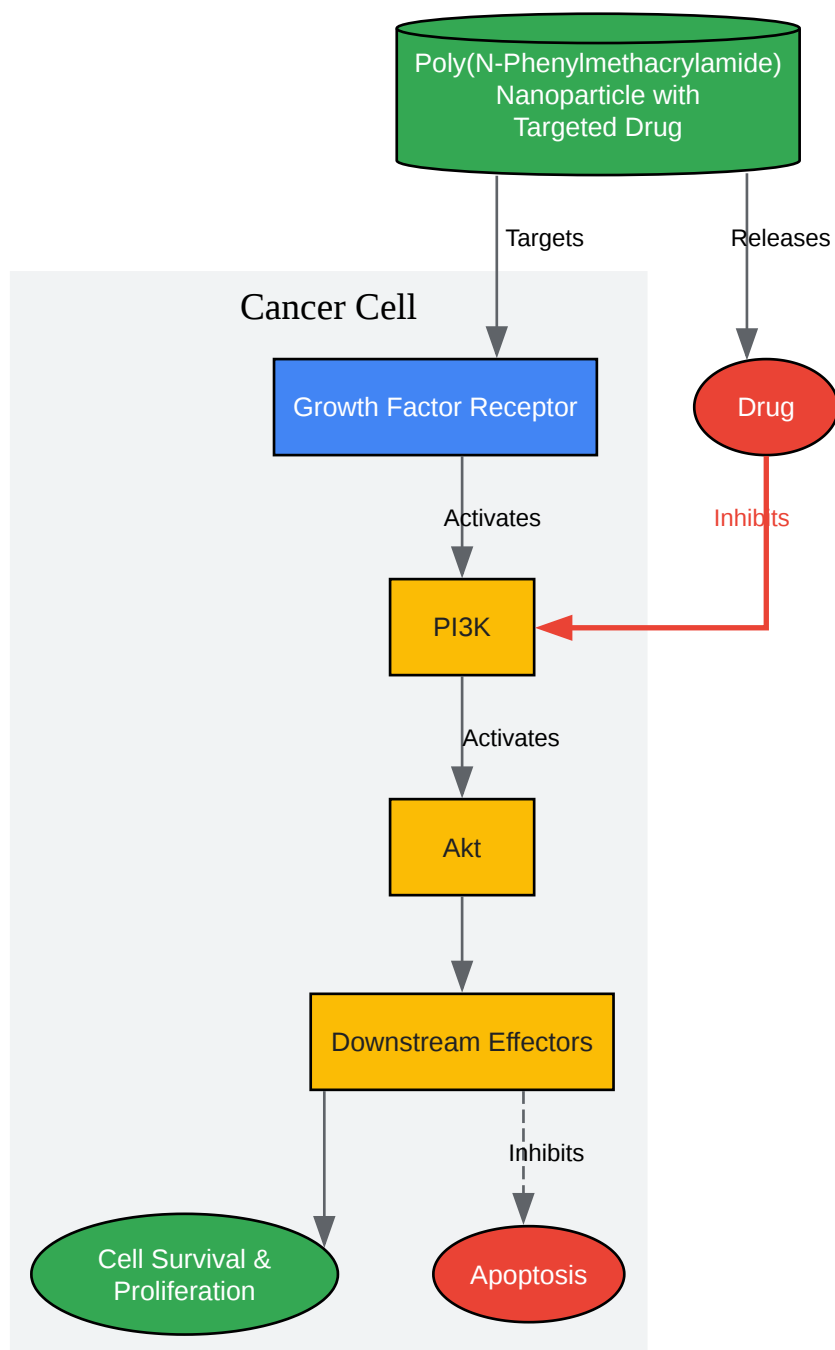 Poly(N-Phenylmethacrylamide)
Nanoparticle with
Targeted Drug
Targets
Releases
Cancer Cell
Growth Factor Receptor
Drug
Activates
Inhibits
PI3K
Activates
Akt
Downstream Effectors
Inhibits
Cell Survival &
Proliferation
Apoptosis